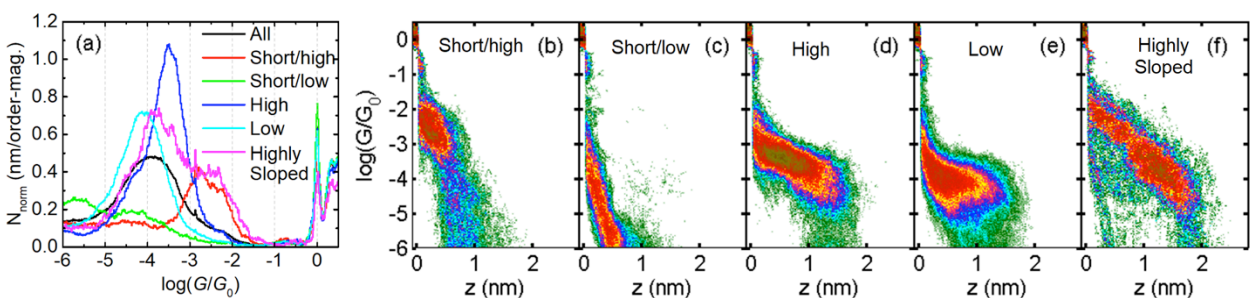 (a)
All
Short/high
Short/low
High
Low
Highly
Sloped
N_norm (nm/order-mag.)
1.2
1.0
0.8
0.6
0.4
0.2
0.0
-6 -5 -4 -3 -2 -1 0
log(G/G₀)
log(G/G₀)
0
-1
-2
-3
-4
-5
-6
Short/high (b)
0 1 2
z (nm)
Short/low (c)
0 1 2
z (nm)
High (d)
0 1 2
z (nm)
Low (e)
0 1 2
z (nm)
Highly
Sloped (f)
0 1 2
z (nm)